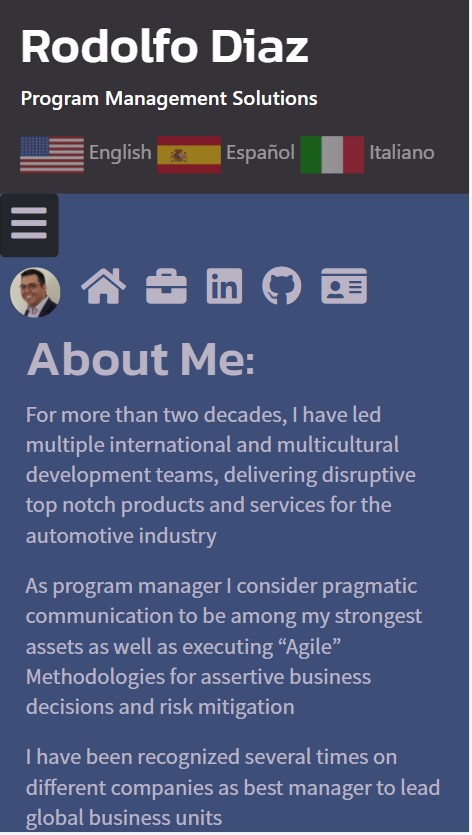 Rodolfo Diaz
Program Management Solutions
English Español Italiano
in
About Me:
For more than two decades, I have led
multiple international and multicultural
development teams, delivering disruptive
top notch products and services for the
automotive industry
As program manager I consider pragmatic
communication to be among my strongest
assets as well as executing “Agile”
Methodologies for assertive business
decisions and risk mitigation
I have been recognized several times on
different companies as best manager to lead
global business units